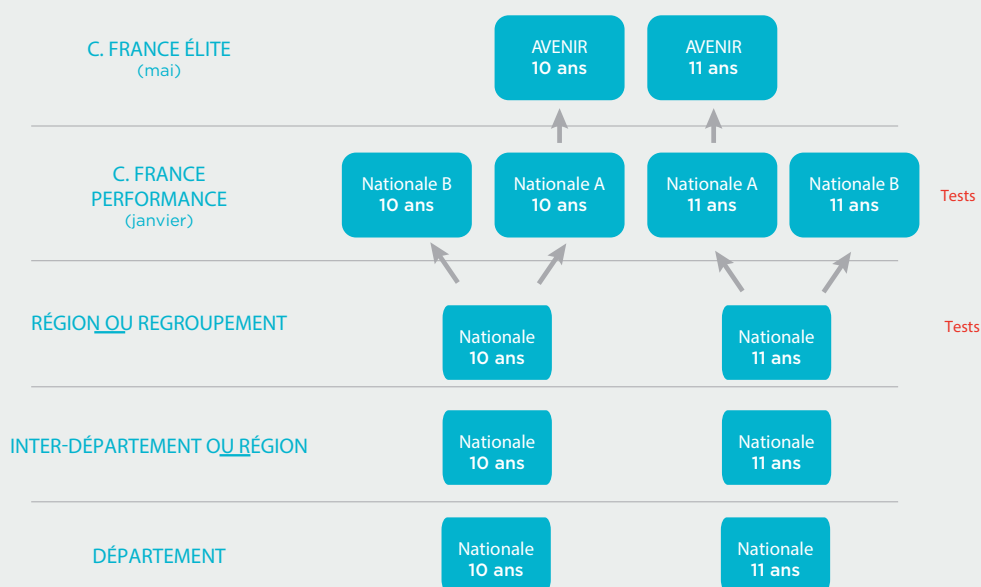 C. FRANCE ÉLITE
(mai)
AVENIR
10 ans
AVENIR
11 ans
C. FRANCE
PERFORMANCE
(janvier)
Nationale B
10 ans
Nationale A
10 ans
Nationale A
11 ans
Nationale B
11 ans
Tests
RÉGION OU REGROUPEMENT
Nationale
10 ans
Nationale
11 ans
Tests
INTER-DÉPARTEMENT OU RÉGION
Nationale
10 ans
Nationale
11 ans
DÉPARTEMENT
Nationale
10 ans
Nationale
11 ans